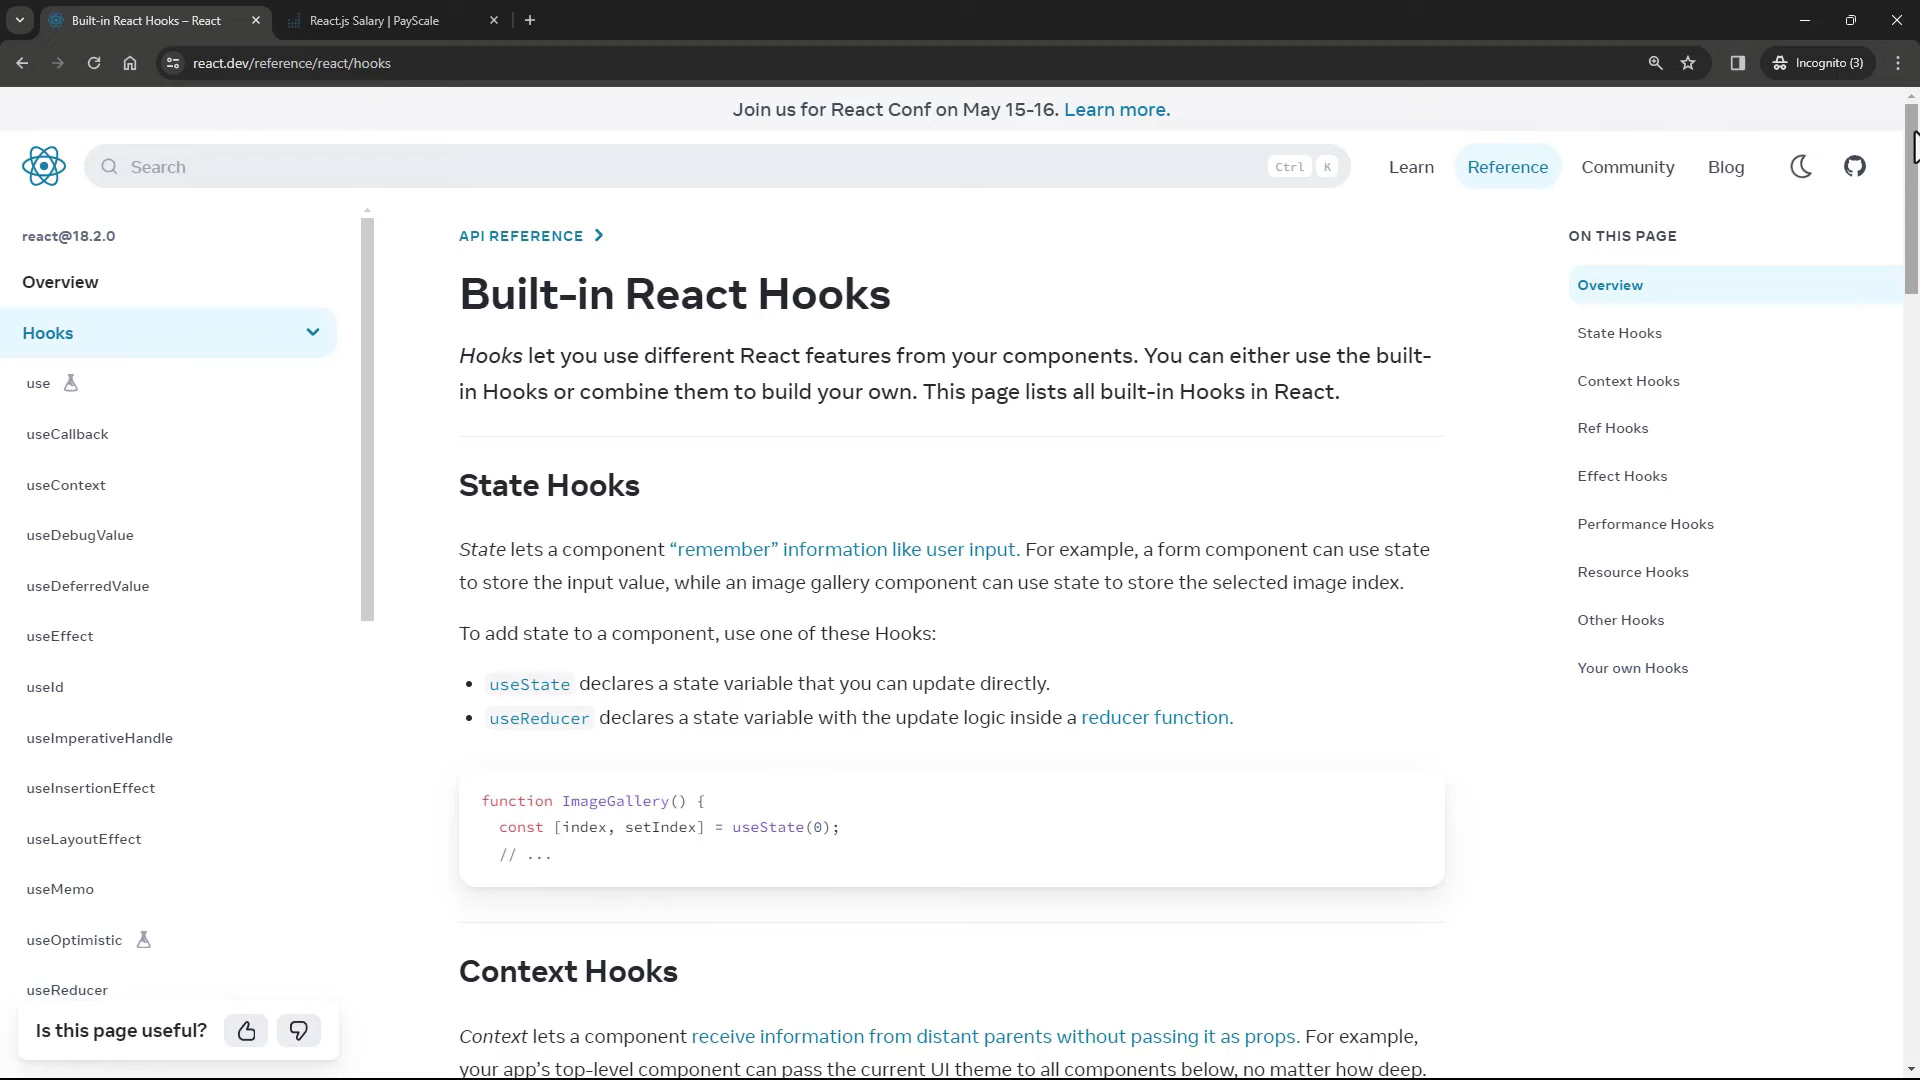 Built-in React Hooks – React
React.js Salary | PayScale
react.dev/reference/react/hooks
Incognito (3)
Join us for React Conf on May 15-16. Learn more.
Search
Ctrl K
Learn
Reference
Community
Blog
react@18.2.0
Overview
Hooks
use
useCallback
useContext
useDebugValue
useDeferredValue
useEffect
useId
useImperativeHandle
useInsertionEffect
useLayoutEffect
useMemo
useOptimistic
useReducer
Is this page useful?
API REFERENCE
Built-in React Hooks
Hooks let you use different React features from your components. You can either use the built-
in Hooks or combine them to build your own. This page lists all built-in Hooks in React.
State Hooks
State lets a component “remember” information like user input. For example, a form component can use state
to store the input value, while an image gallery component can use state to store the selected image index.
To add state to a component, use one of these Hooks:
• useState declares a state variable that you can update directly.
• useReducer declares a state variable with the update logic inside a reducer function.
function ImageGallery() {
const [index, setIndex] = useState(0);
// ...
Context Hooks
Context lets a component receive information from distant parents without passing it as props. For example,
your app’s top-level component can pass the current UI theme to all components below, no matter how deep.
ON THIS PAGE
Overview
State Hooks
Context Hooks
Ref Hooks
Effect Hooks
Performance Hooks
Resource Hooks
Other Hooks
Your own Hooks